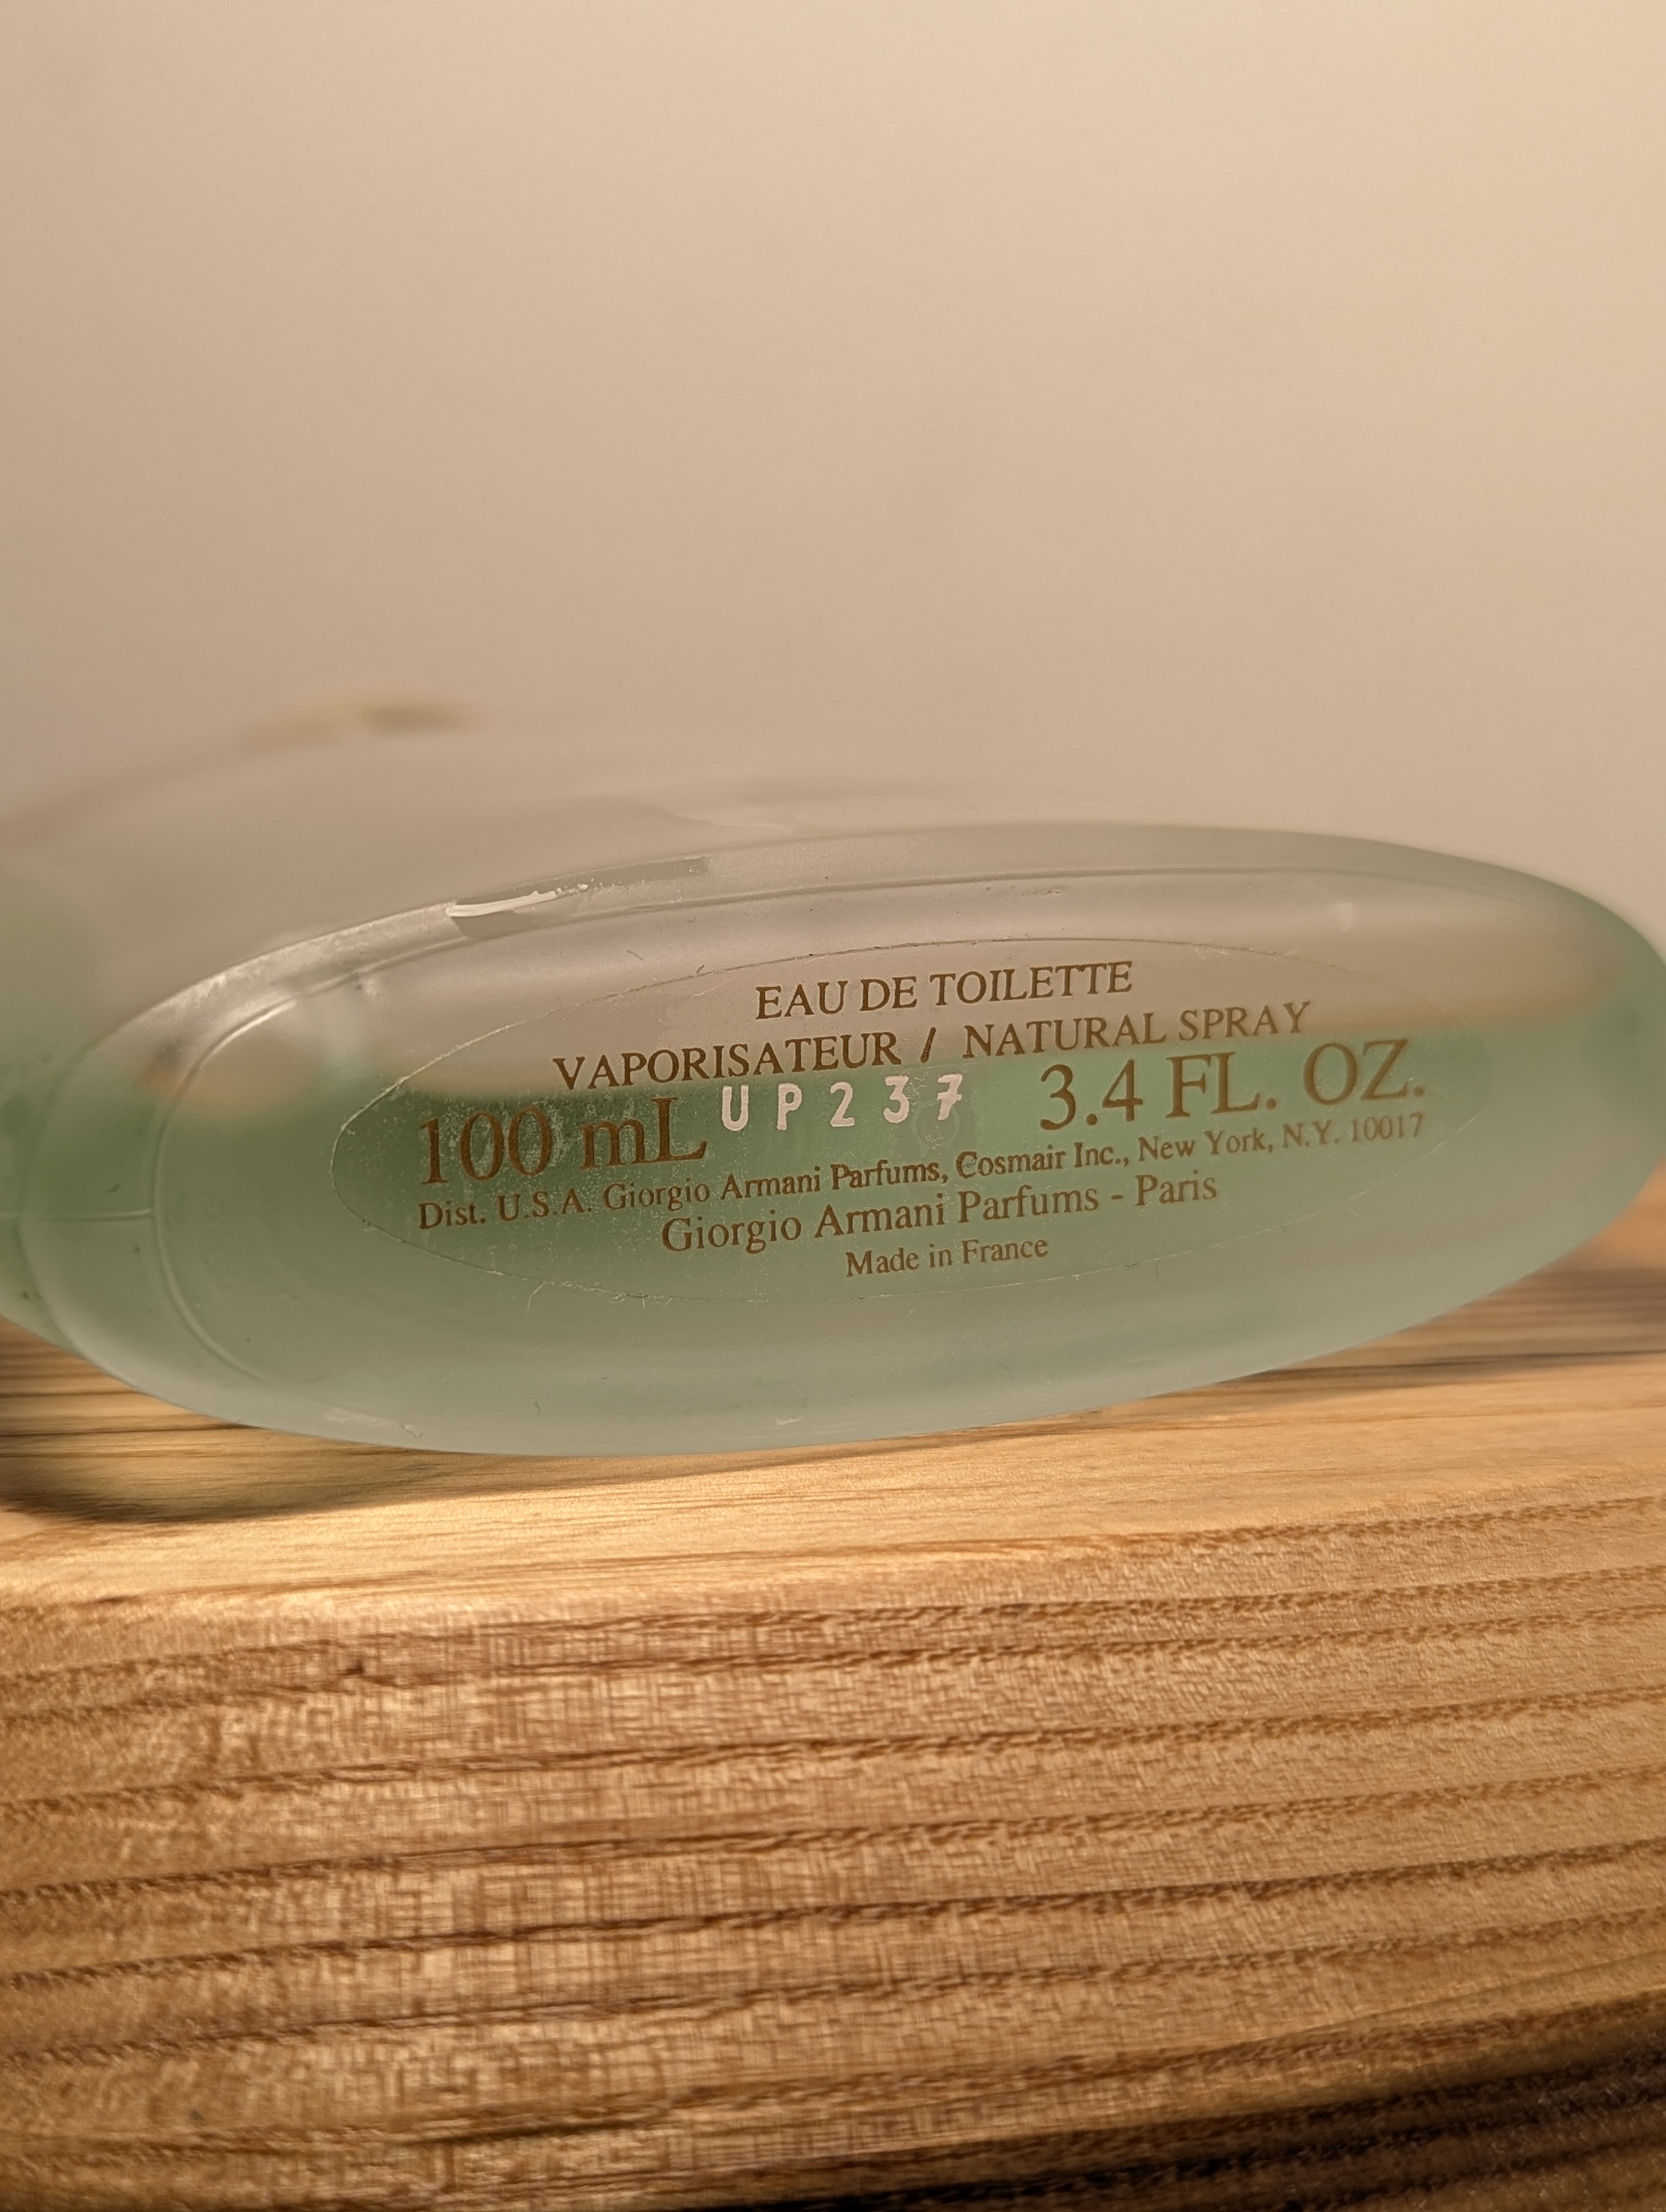 EAU DE TOILETTE
VAPORISATEUR / NATURAL SPRAY
100 mL UP237 3.4 FL. OZ.
Dist. U.S.A. Giorgio Armani Parfums, Cosmair Inc., New York, N.Y. 10017
Giorgio Armani Parfums - Paris
Made in France